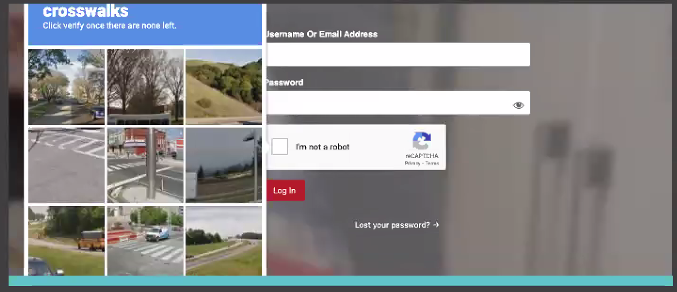 crosswalks
Click verify once there are none left.
Username Or Email Address
Password
I'm not a robot
reCAPTCHA
Privacy - Terms
Log In
Lost your password? →